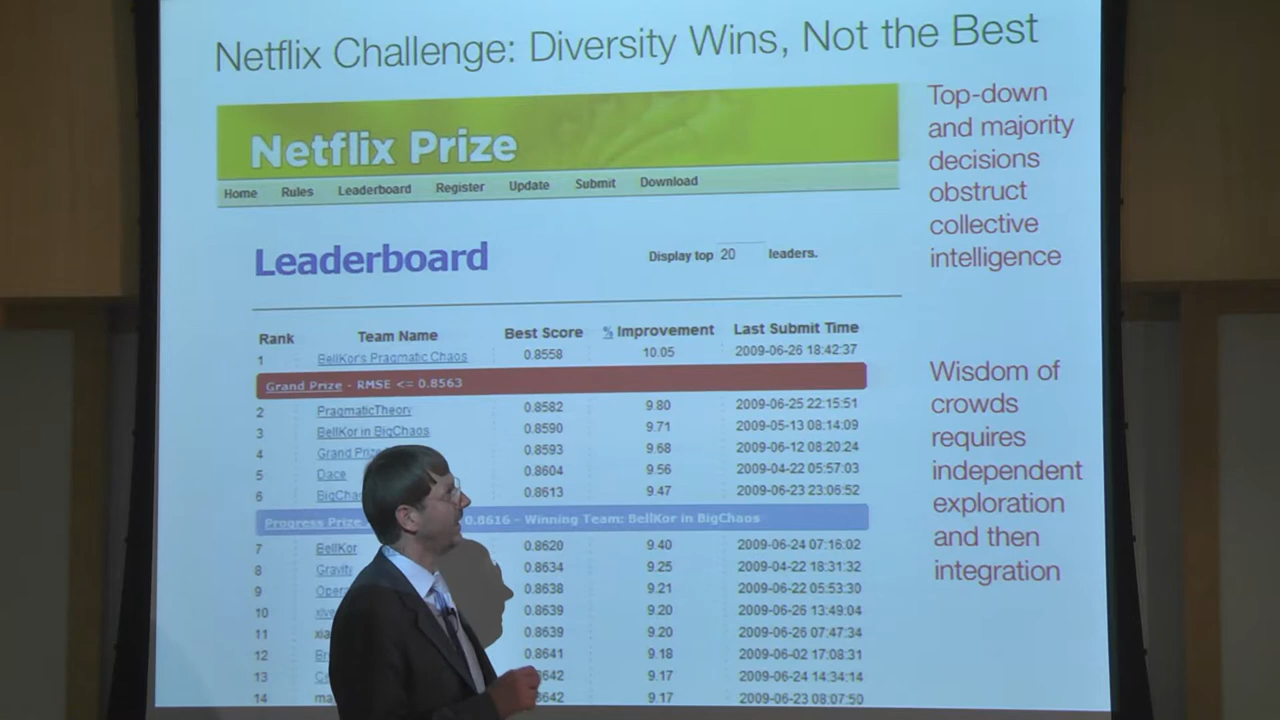 Netflix Challenge: Diversity Wins, Not the Best
Netflix Prize
Home Rules Leaderboard Register Update Submit Download
Leaderboard
Display top 20 leaders.
Rank Team Name Best Score % Improvement Last Submit Time
1 BellKor's Pragmatic Chaos 0.8558 10.05 2009-06-26 18:42:37
Grand Prize - RMSE <= 0.8563
2 PragmaticTheory 0.8582 9.80 2009-06-25 22:15:51
3 BellKor in BigChaos 0.8590 9.71 2009-05-13 08:14:09
4 Grand 0.8593 9.68 2009-06-12 08:20:24
5 Dace 0.8604 9.56 2009-04-22 05:57:03
6 0.8613 9.47 2009-06-23 23:06:52
Progress Prize 0.8616 - Winning Team: BellKor in BigChaos
7 BellKor 0.8620 9.40 2009-06-24 07:16:02
8 Gravity 0.8634 9.25 2009-04-22 18:31:32
9 0.8638 9.21 2009-06-22 05:53:30
10 0.8639 9.20 2009-06-26 13:49:04
11 0.8639 9.20 2009-06-26 07:47:34
12 0.8641 9.18 2009-06-02 17:08:31
13 9.17 2009-06-24 14:34:14
14 9.17 2009-06-23 08:07:50
Top-down
and majority
decisions
obstruct
collective
intelligence
Wisdom of
crowds
requires
independent
exploration
and then
integration